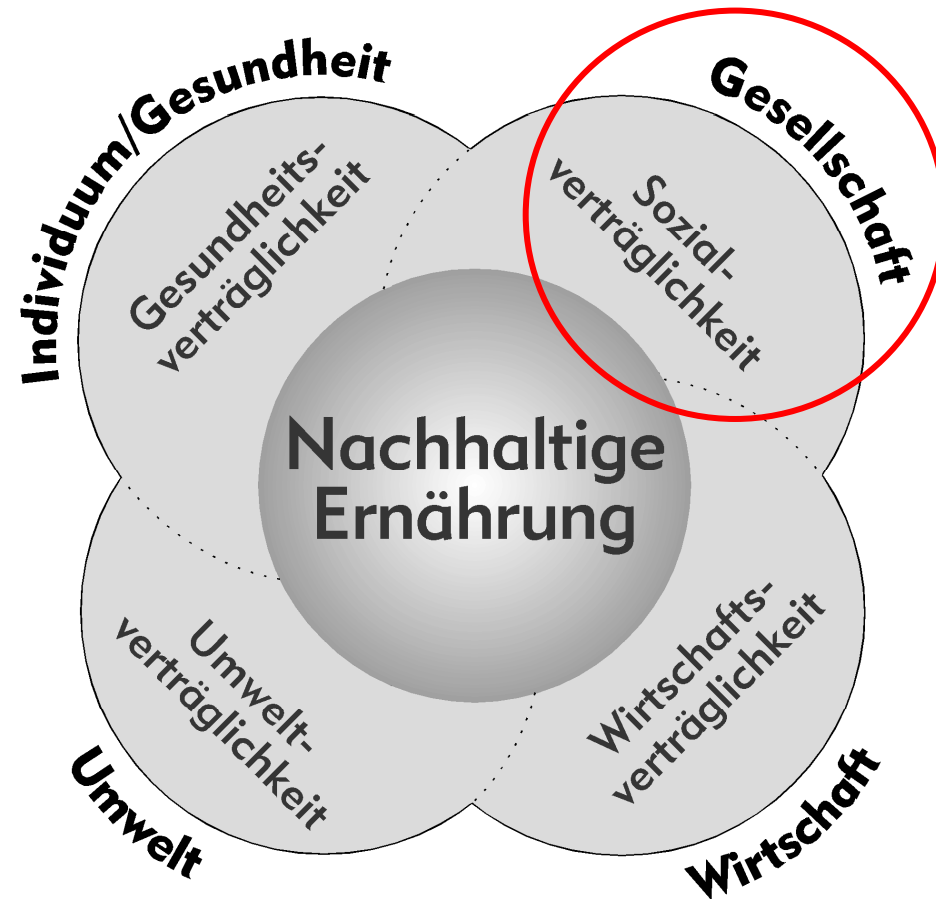 Individuum/Gesundheit
Gesundheits-
verträglichkeit
Gesellschaft
Sozial-
verträglichkeit
Nachhaltige
Ernährung
Umwelt-
verträglichkeit
Umwelt
Wirtschafts-
verträglichkeit
Wirtschaft